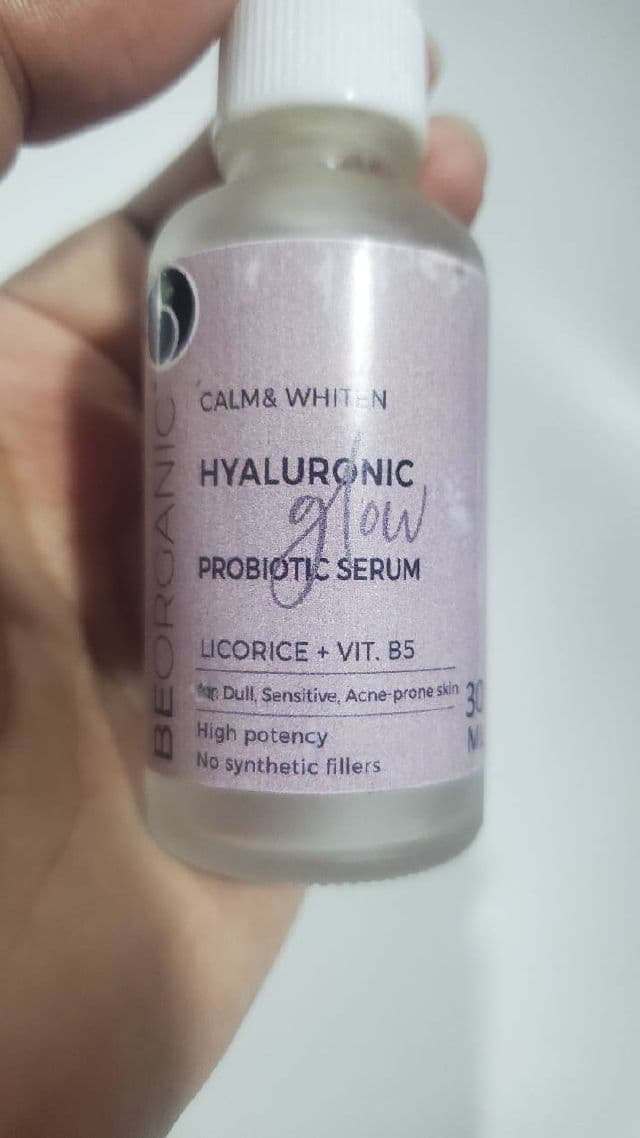 CALM& WHITEN
HYALURONIC
glow
PROBIOTIC SERUM
LICORICE + VIT. B5
for: Dull, Sensitive, Acne-prone skin
High potency
No synthetic fillers
30
BEORGANIC